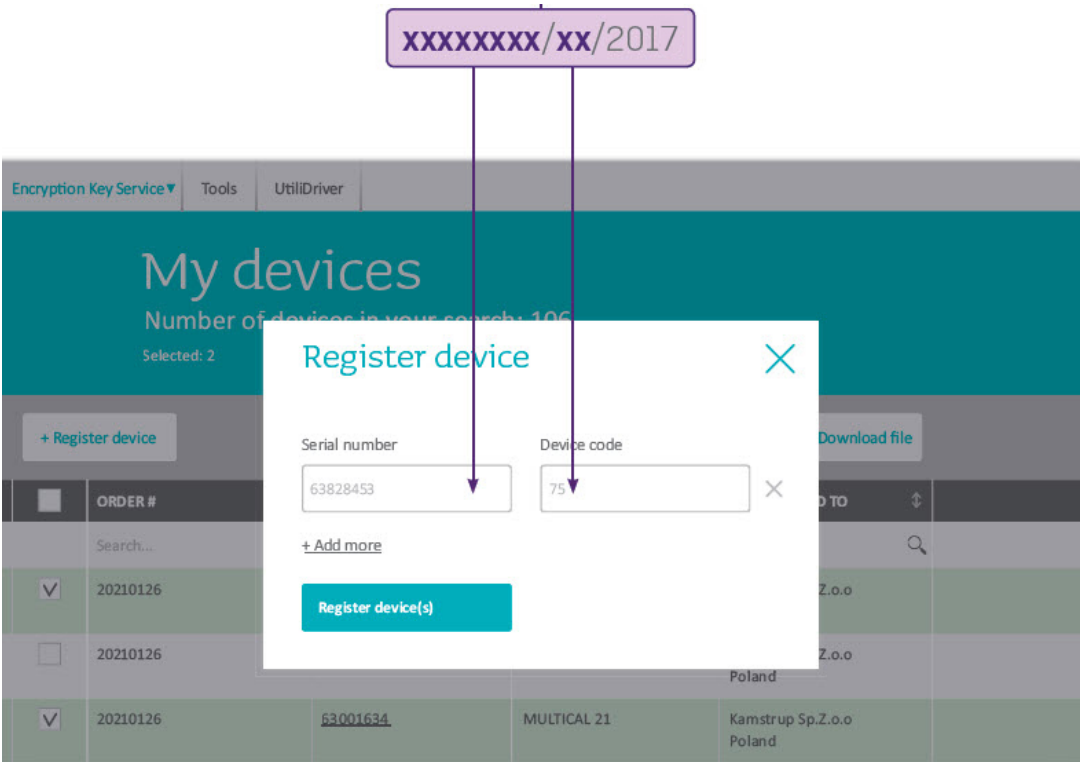 xxxxxxxx/xx/2017
Encryption Key Service▼ Tools UtiliDriver
My devices
Number of devices in your search: 106
Selected: 2
Register device
+ Register device
Download file
Serial number Device code
63828453 75
ORDER # D TO
+ Add more
Search...
Register device(s)
20210126 Z.o.o
20210126 Z.o.o
Poland
20210126 63001634 MULTICAL 21 Kamstrup Sp.Z.o.o
Poland